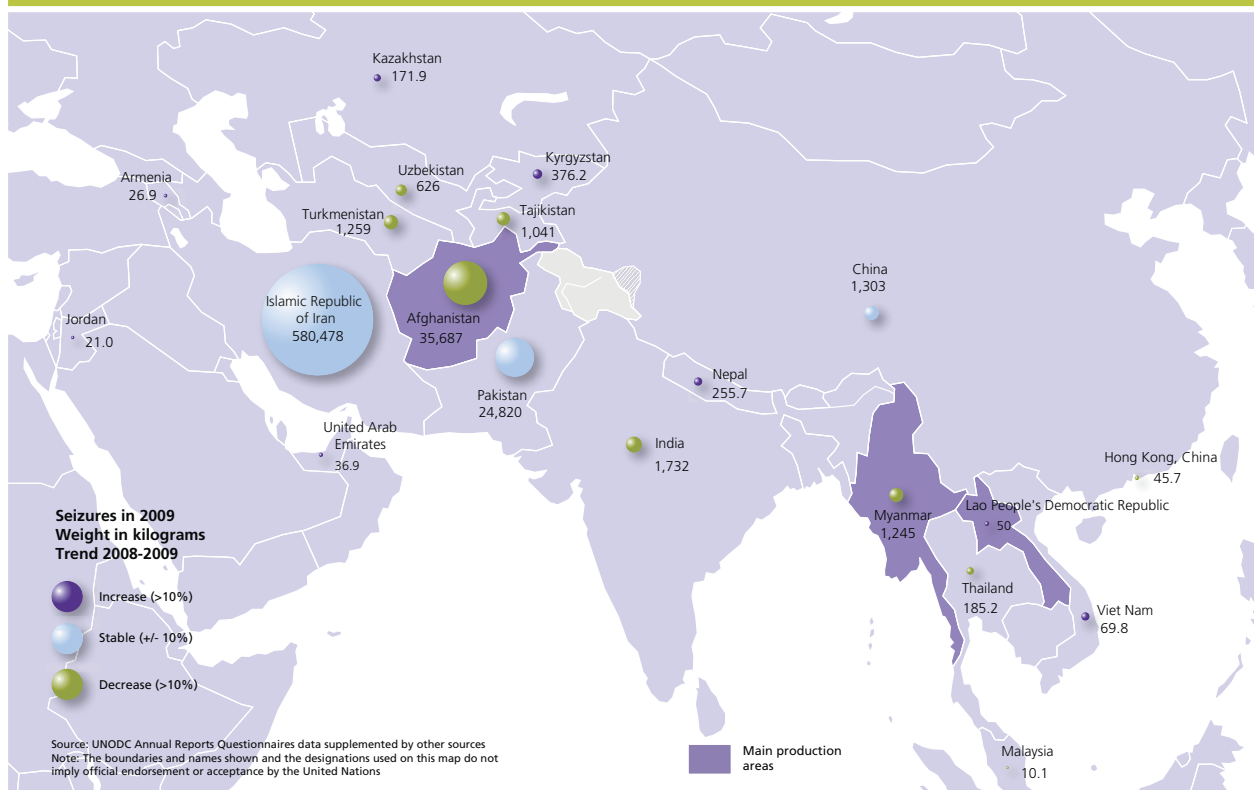 Kazakhstan
171.9
Kyrgyzstan
376.2
Uzbekistan
626
Armenia
26.9
Turkmenistan
1,259
Tajikistan
1,041
China
1,303
Islamic Republic
of Iran
580,478
Afghanistan
35,687
Jordan
21.0
Pakistan
24,820
Nepal
255.7
United Arab
Emirates
36.9
India
1,732
Hong Kong, China
45.7
Myanmar
1,245
Lao People's Democratic Republic
50
Thailand
185.2
Viet Nam
69.8
Malaysia
10.1
Seizures in 2009
Weight in kilograms
Trend 2008-2009
Increase (>10%)
Stable (+/- 10%)
Decrease (>10%)
Source: UNODC Annual Reports Questionnaires data supplemented by other sources
Note: The boundaries and names shown and the designations used on this map do not
imply official endorsement or acceptance by the United Nations
Main production
areas